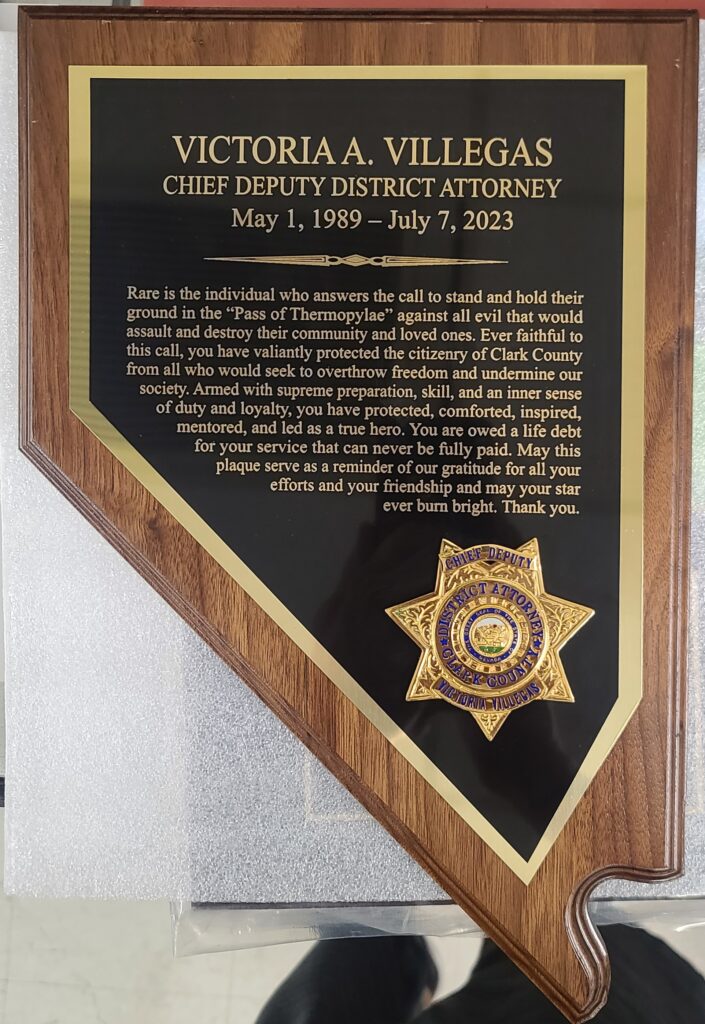 VICTORIA A. VILLEGAS
CHIEF DEPUTY DISTRICT ATTORNEY
May 1, 1989 – July 7, 2023
Rare is the individual who answers the call to stand and hold their
ground in the “Pass of Thermopylae” against all evil that would
assault and destroy their community and loved ones. Ever faithful to
this call, you have valiantly protected the citizenry of Clark County
from all who would seek to overthrow freedom and undermine our
society. Armed with supreme preparation, skill, and an inner sense
of duty and loyalty, you have protected, comforted, inspired,
mentored, and led as a true hero. You are owed a life debt
for your service that can never be fully paid. May this
plaque serve as a reminder of our gratitude for all your
efforts and your friendship and may your star
ever burn bright. Thank you.
CHIEF DEPUTY
DISTRICT ATTORNEY
CLARK COUNTY
VICTORIA VILLEGAS